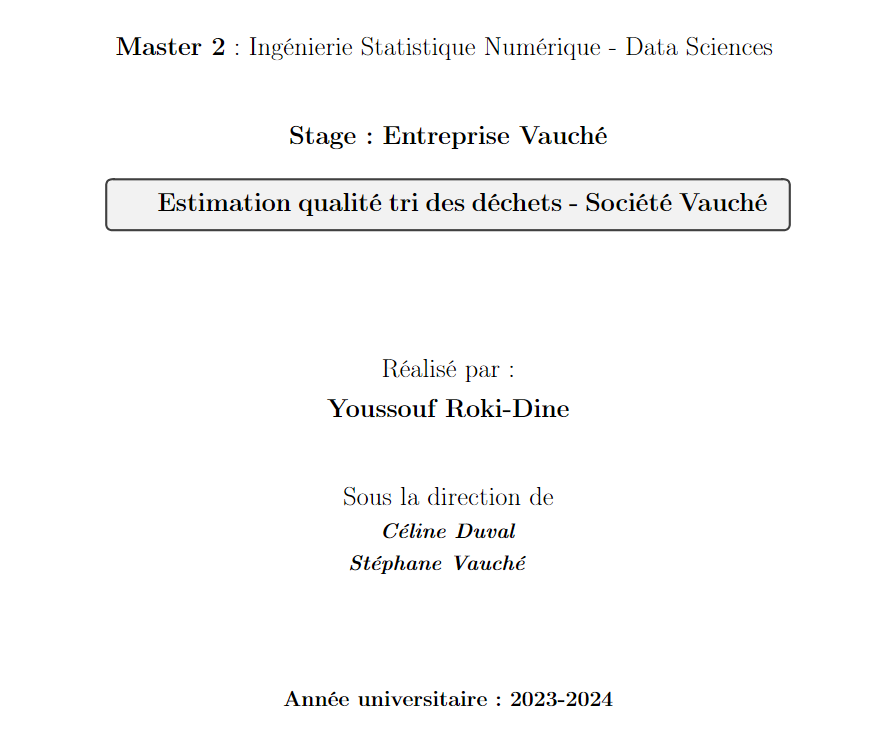 Master 2 : Ingénierie Statistique Numérique - Data Sciences
Stage : Entreprise Vauché
Estimation qualité tri des déchets - Société Vauché
Réalisé par :
Youssouf Roki-Dine
Sous la direction de
Céline Duval
Stéphane Vauché
Année universitaire : 2023-2024